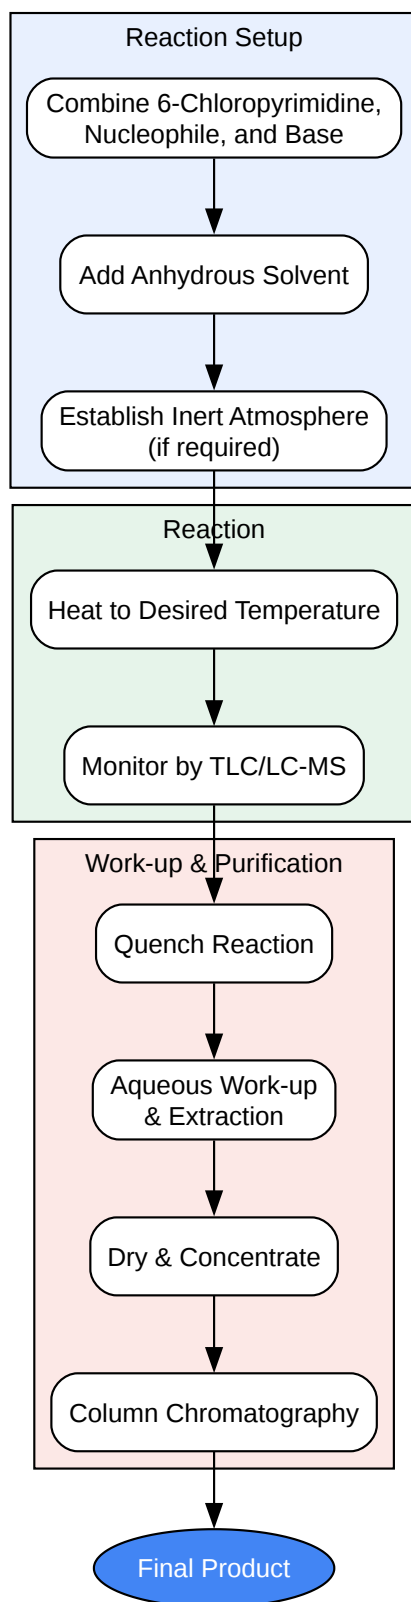 Reaction Setup
Combine 6-Chloropyrimidine,
Nucleophile, and Base
Add Anhydrous Solvent
Establish Inert Atmosphere
(if required)
Reaction
Heat to Desired Temperature
Monitor by TLC/LC-MS
Work-up & Purification
Quench Reaction
Aqueous Work-up
& Extraction
Dry & Concentrate
Column Chromatography
Final Product